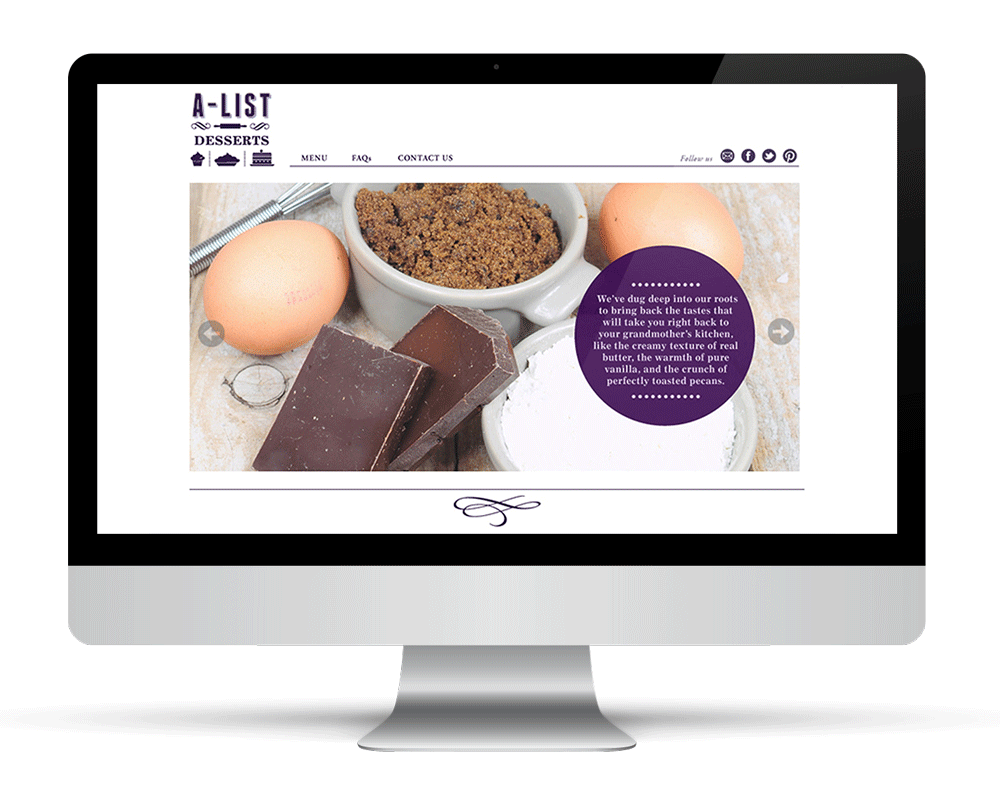 A-LIST
DESSERTS
MENU FAQs CONTACT US
Follow us
We've dug deep into our roots
to bring back the tastes that
will take you right back to
your grandmother's kitchen,
like the creamy texture of real
butter, the warmth of pure
vanilla, and the crunch of
perfectly toasted pecans.